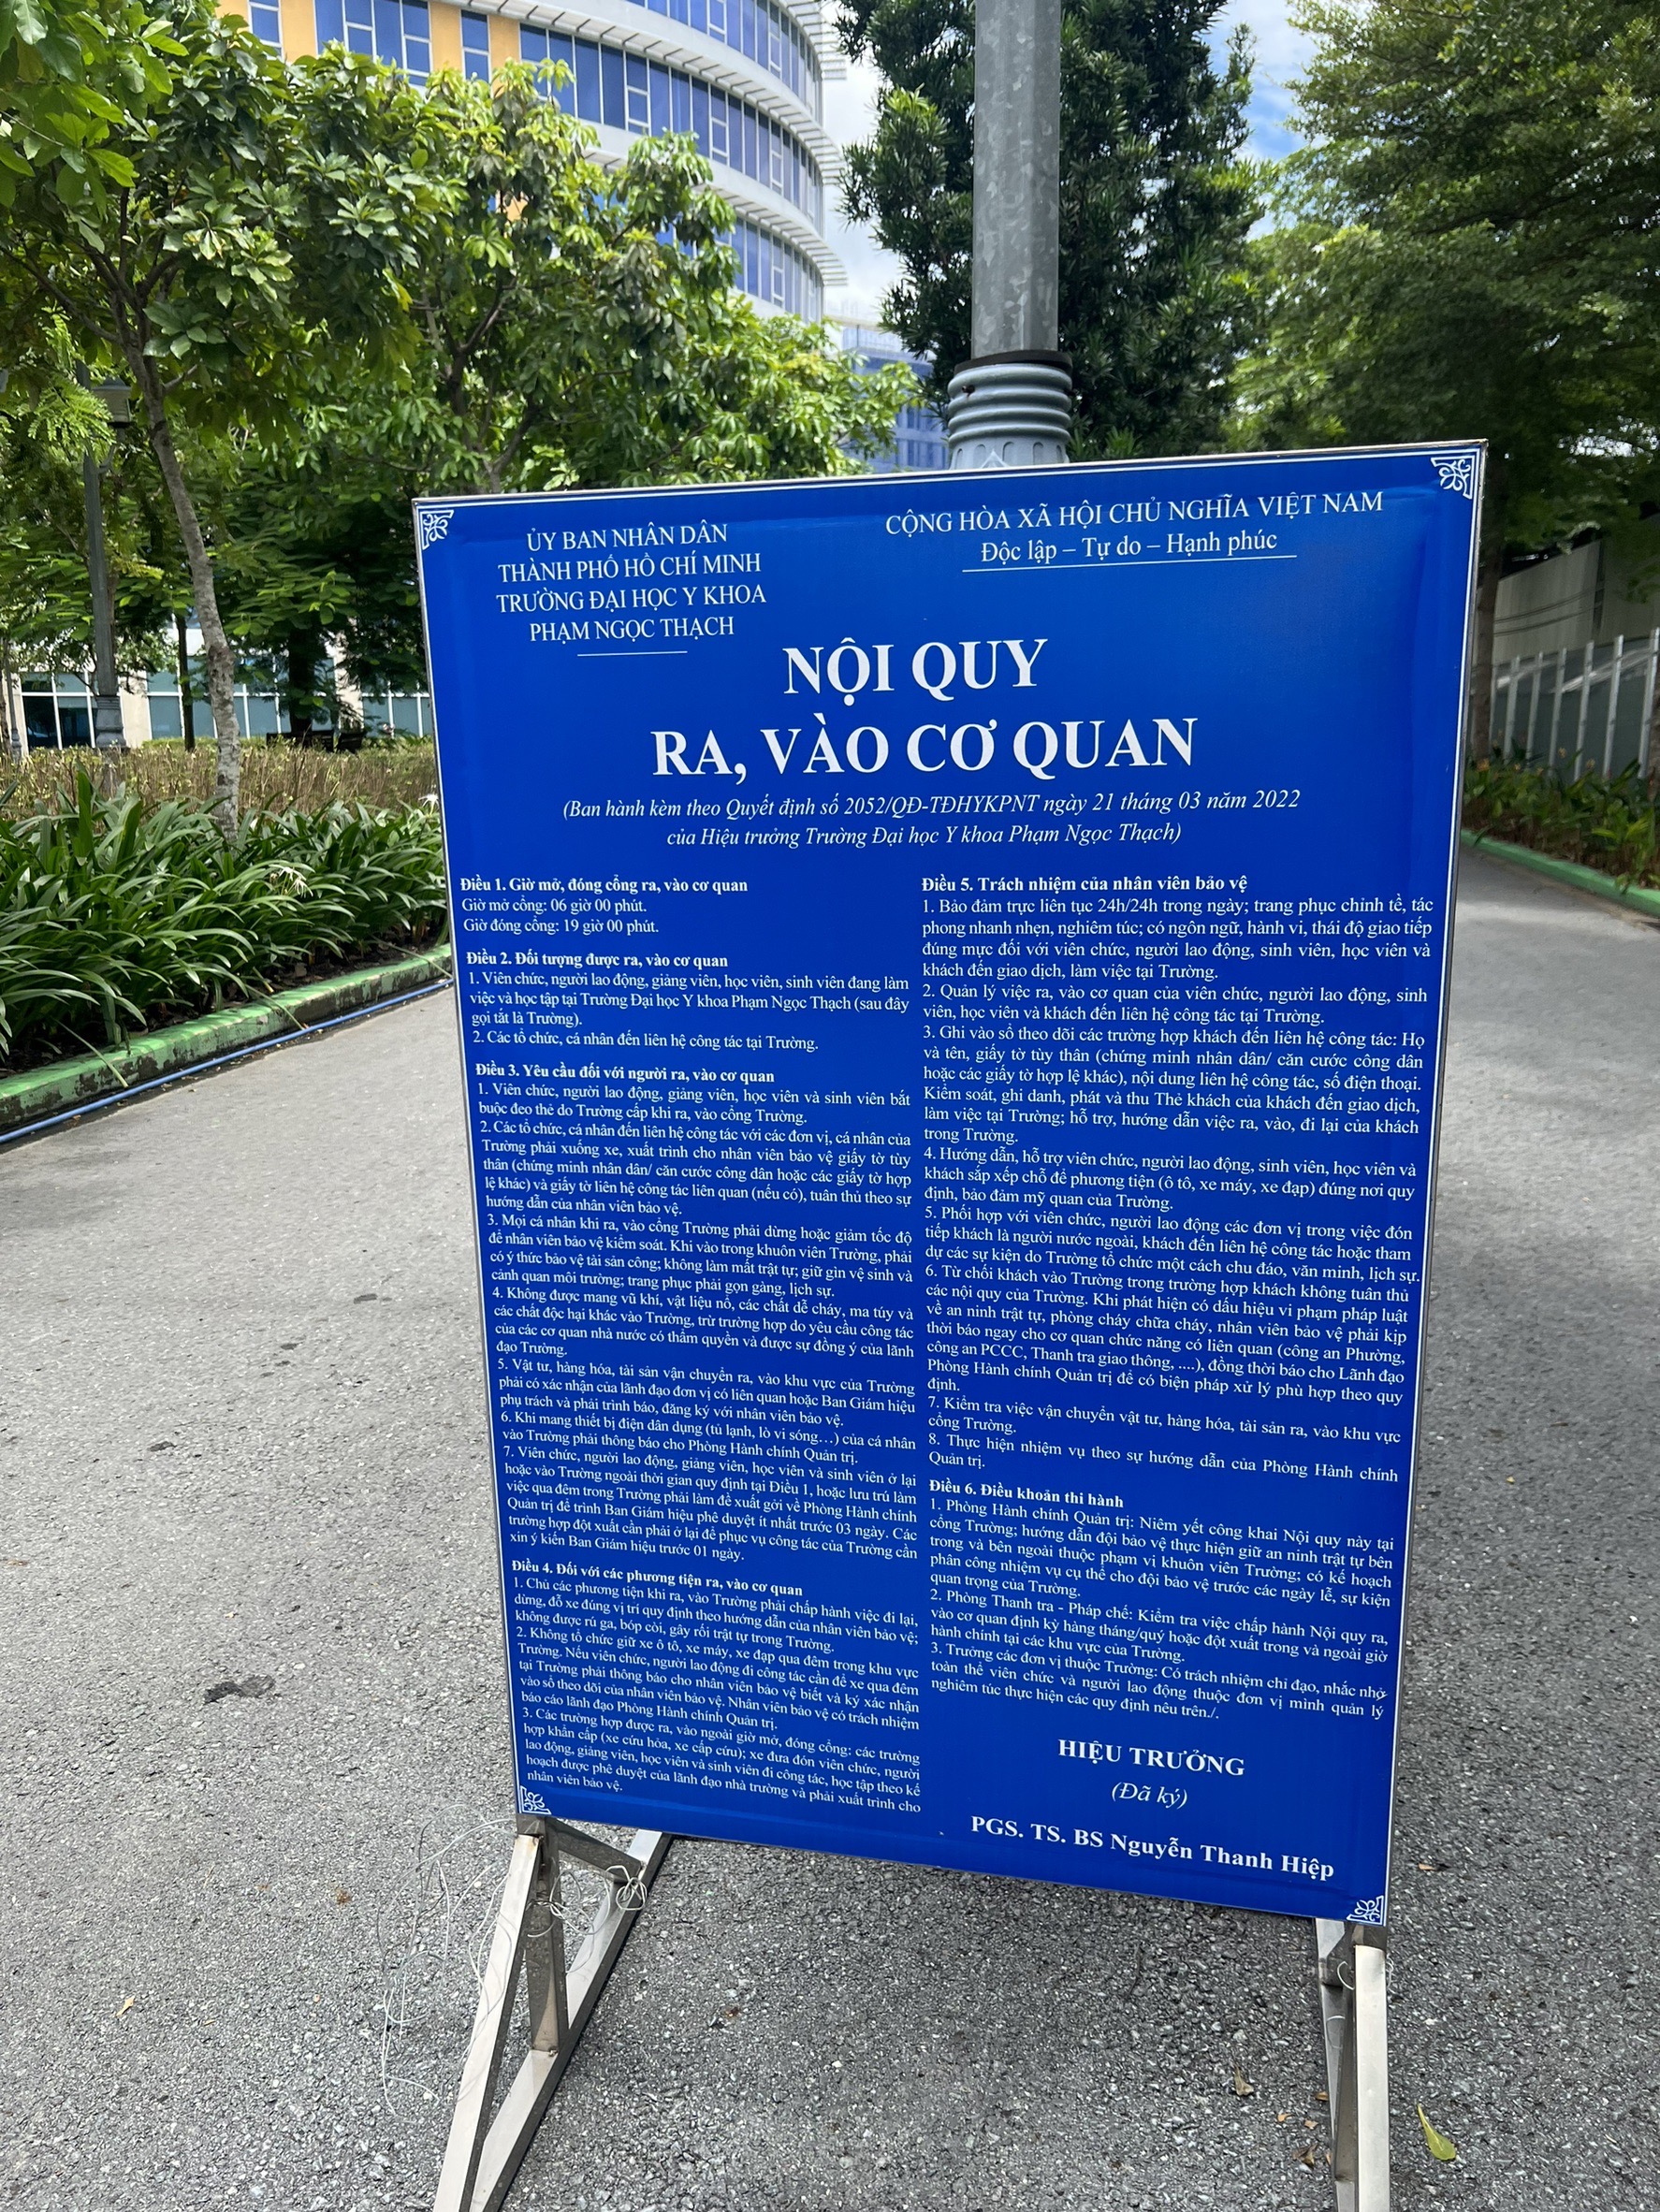 ỦY BAN NHÂN DÂN
THÀNH PHỐ HỒ CHÍ MINH
TRƯỜNG ĐẠI HỌC Y KHOA
PHẠM NGỌC THẠCH
CỘNG HÒA XÃ HỘI CHỦ NGHĨA VIỆT NAM
Độc lập – Tự do – Hạnh phúc
NỘI QUY
RA, VÀO CƠ QUAN
(Ban hành kèm theo Quyết định số 2052/QĐ-TĐHYKPNT ngày 21 tháng 03 năm 2022
của Hiệu trưởng Trường Đại học Y khoa Phạm Ngọc Thạch)
Điều 1. Giờ mở, đóng cổng ra, vào cơ quan
Giờ mở cổng: 06 giờ 00 phút.
Giờ đóng cổng: 19 giờ 00 phút.
Điều 2. Đối tượng được ra, vào cơ quan
1. Viên chức, người lao động, giảng viên, học viên, sinh viên đang làm
việc và học tập tại Trường Đại học Y khoa Phạm Ngọc Thạch (sau đây
gọi tắt là Trường).
2. Các tổ chức, cá nhân đến liên hệ công tác tại Trường.
Điều 3. Yêu cầu đối với người ra, vào cơ quan
1. Viên chức, người lao động, giảng viên, học viên và sinh viên bắt
buộc đeo thẻ do Trường cấp khi ra, vào cổng Trường.
2. Các tổ chức, cá nhân đến liên hệ công tác với các đơn vị, cá nhân của
Trường phải xuống xe, xuất trình cho nhân viên bảo vệ giấy tờ tùy
thân (chứng minh nhân dân/ căn cước công dân hoặc các giấy tờ hợp
lệ khác) và giấy tờ liên hệ công tác liên quan (nếu có), tuân thủ theo sự
hướng dẫn của nhân viên bảo vệ.
3. Mọi cá nhân khi ra, vào cổng Trường phải dừng hoặc giảm tốc độ
để nhân viên bảo vệ kiểm soát. Khi vào trong khuôn viên Trường, phải
có ý thức bảo vệ tài sản công; không làm mất trật tự; giữ gìn vệ sinh và
cảnh quan môi trường; trang phục phải gọn gàng, lịch sự.
4. Không được mang vũ khí, vật liệu nổ, các chất dễ cháy, ma túy và
các chất độc hại khác vào Trường, trừ trường hợp do yêu cầu công tác
của các cơ quan nhà nước có thẩm quyền và được sự đồng ý của lãnh
đạo Trường.
5. Vật tư, hàng hóa, tài sản vận chuyển ra, vào khu vực của Trường
phải có xác nhận của lãnh đạo đơn vị có liên quan hoặc Ban Giám hiệu
phụ trách và phải trình báo, đăng ký với nhân viên bảo vệ.
6. Khi mang thiết bị điện dân dụng (tủ lạnh, lò vi sóng…) của cá nhân
vào Trường phải thông báo cho Phòng Hành chính Quản trị.
7. Viên chức, người lao động, giảng viên, học viên và sinh viên ở lại
hoặc vào Trường ngoài thời gian quy định tại Điều 1, hoặc lưu trú làm
việc qua đêm trong Trường phải làm đề xuất gởi về Phòng Hành chính
Quản trị để trình Ban Giám hiệu phê duyệt ít nhất trước 03 ngày. Các
trường hợp đột xuất cần phải ở lại để phục vụ công tác của Trường cần
xin ý kiến Ban Giám hiệu trước 01 ngày.
Điều 4. Đối với các phương tiện ra, vào cơ quan
1. Chủ các phương tiện khi ra, vào Trường phải chấp hành việc đi lại,
dừng, đỗ xe đúng vị trí quy định theo hướng dẫn của nhân viên bảo vệ;
không được rú ga, bóp còi, gây rối trật tự trong Trường.
2. Không tổ chức giữ xe ô tô, xe máy, xe đạp qua đêm trong khu vực
Trường. Nếu viên chức, người lao động đi công tác cần để xe qua đêm
tại Trường phải thông báo cho nhân viên bảo vệ biết và ký xác nhận
vào sổ theo dõi của nhân viên bảo vệ. Nhân viên bảo vệ có trách nhiệm
báo cáo lãnh đạo Phòng Hành chính Quản trị.
3. Các trường hợp được ra, vào ngoài giờ mở, đóng cổng: các trường
hợp khẩn cấp (xe cứu hỏa, xe cấp cứu); xe đưa đón viên chức, người
lao động, giảng viên, học viên và sinh viên đi công tác, học tập theo kế
hoạch được phê duyệt của lãnh đạo nhà trường và phải xuất trình cho
nhân viên bảo vệ.
Điều 5. Trách nhiệm của nhân viên bảo vệ
1. Bảo đảm trực liên tục 24h/24h trong ngày; trang phục chỉnh tề, tác
phong nhanh nhẹn, nghiêm túc; có ngôn ngữ, hành vi, thái độ giao tiếp
đúng mực đối với viên chức, người lao động, sinh viên, học viên và
khách đến giao dịch, làm việc tại Trường.
2. Quản lý việc ra, vào cơ quan của viên chức, người lao động, sinh
viên, học viên và khách đến liên hệ công tác tại Trường.
3. Ghi vào sổ theo dõi các trường hợp khách đến liên hệ công tác: Họ
và tên, giấy tờ tùy thân (chứng minh nhân dân/ căn cước công dân
hoặc các giấy tờ hợp lệ khác), nội dung liên hệ công tác, số điện thoại.
Kiểm soát, ghi danh, phát và thu Thẻ khách của khách đến giao dịch,
làm việc tại Trường; hỗ trợ, hướng dẫn việc ra, vào, đi lại của khách
trong Trường.
4. Hướng dẫn, hỗ trợ viên chức, người lao động, sinh viên, học viên và
khách sắp xếp chỗ để phương tiện (ô tô, xe máy, xe đạp) đúng nơi quy
định, bảo đảm mỹ quan của Trường.
5. Phối hợp với viên chức, người lao động các đơn vị trong việc đón
tiếp khách là người nước ngoài, khách đến liên hệ công tác hoặc tham
dự các sự kiện do Trường tổ chức một cách chu đáo, văn minh, lịch sự.
6. Từ chối khách vào Trường trong trường hợp khách không tuân thủ
các nội quy của Trường. Khi phát hiện có dấu hiệu vi phạm pháp luật
về an ninh trật tự, phòng cháy chữa cháy, nhân viên bảo vệ phải kịp
thời báo ngay cho cơ quan chức năng có liên quan (công an Phường,
công an PCCC, Thanh tra giao thông, ....), đồng thời báo cho Lãnh đạo
Phòng Hành chính Quản trị để có biện pháp xử lý phù hợp theo quy
định.
7. Kiểm tra việc vận chuyển vật tư, hàng hóa, tài sản ra, vào khu vực
cổng Trường.
8. Thực hiện nhiệm vụ theo sự hướng dẫn của Phòng Hành chính
Quản trị.
Điều 6. Điều khoản thi hành
1. Phòng Hành chính Quản trị: Niêm yết công khai Nội quy này tại
cổng Trường; hướng dẫn đội bảo vệ thực hiện giữ an ninh trật tự bên
trong và bên ngoài thuộc phạm vi khuôn viên Trường; có kế hoạch
phân công nhiệm vụ cụ thể cho đội bảo vệ trước các ngày lễ, sự kiện
quan trọng của Trường.
2. Phòng Thanh tra - Pháp chế: Kiểm tra việc chấp hành Nội quy ra,
vào cơ quan định kỳ hàng tháng/quý hoặc đột xuất trong và ngoài giờ
hành chính tại các khu vực của Trường.
3. Trưởng các đơn vị thuộc Trường: Có trách nhiệm chỉ đạo, nhắc nhở
toàn thể viên chức và người lao động thuộc đơn vị mình quản lý
nghiêm túc thực hiện các quy định nêu trên./.
HIỆU TRƯỞNG
(Đã ký)
PGS. TS. BS Nguyễn Thanh Hiệp